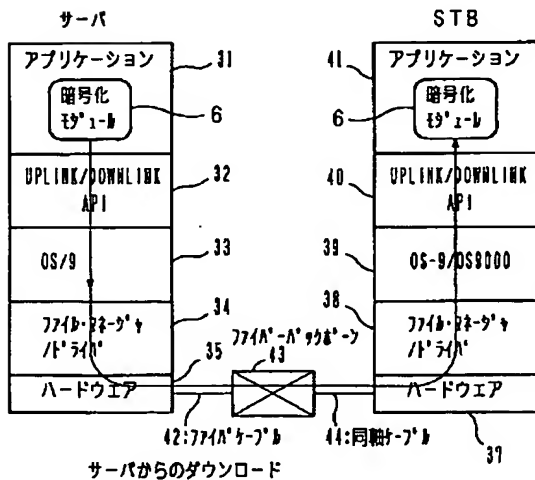 サーバ
アプリケーション
31
暗号化
モジュール
6
UPLINK/DOWNLINK
API
32
OS/9
33
ファイル・マネージャ
/ドライバ
34
35
ハードウェア
ファイバーバックボーン
43
42:ファイバケーブル
44:同軸ケーブル
サーバからのダウンロード
STB
41
アプリケーション
6
暗号化
モジュール
40
UPLINK/DOWNLINK
API
39
OS-9/OS9000
38
ファイル・マネージャ
/ドライバ
ハードウェア
37